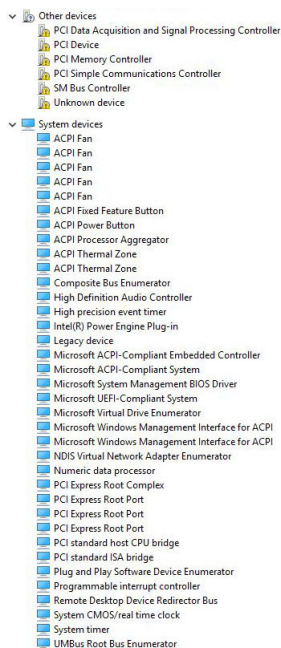 Other devices
PCI Data Acquisition and Signal Processing Controller
PCI Device
PCI Memory Controller
PCI Simple Communications Controller
SM Bus Controller
Unknown device
System devices
ACPI Fan
ACPI Fan
ACPI Fan
ACPI Fan
ACPI Fan
ACPI Fixed Feature Button
ACPI Power Button
ACPI Processor Aggregator
ACPI Thermal Zone
ACPI Thermal Zone
Composite Bus Enumerator
High Definition Audio Controller
High precision event timer
Intel(R) Power Engine Plug-in
Legacy device
Microsoft ACPI-Compliant Embedded Controller
Microsoft ACPI-Compliant System
Microsoft System Management BIOS Driver
Microsoft UEFI-Compliant System
Microsoft Virtual Drive Enumerator
Microsoft Windows Management Interface for ACPI
Microsoft Windows Management Interface for ACPI
NDIS Virtual Network Adapter Enumerator
Numeric data processor
PCI Express Root Complex
PCI Express Root Port
PCI Express Root Port
PCI Express Root Port
PCI standard host CPU bridge
PCI standard ISA bridge
Plug and Play Software Device Enumerator
Programmable interrupt controller
Remote Desktop Device Redirector Bus
System CMOS/real time clock
System timer
UMBus Root Bus Enumerator